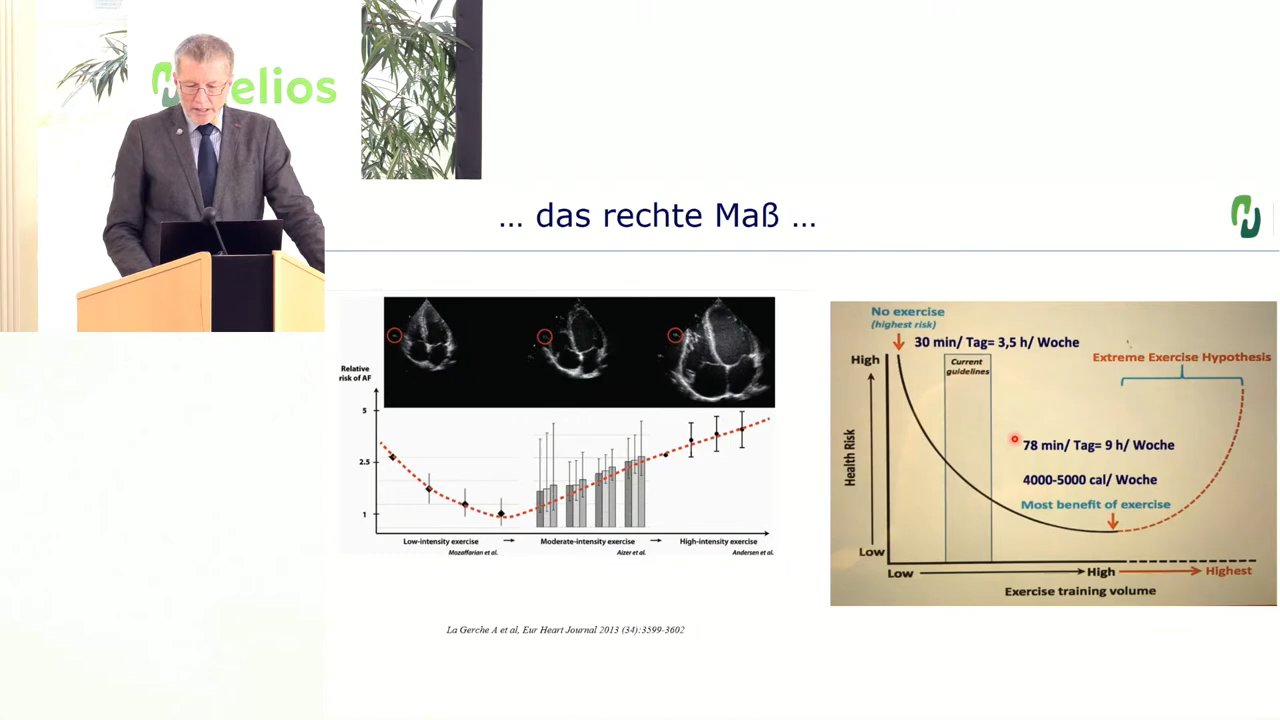 elios
… das rechte Maß …
Relative
risk of AF
5
2.5
1
Low-intensity exercise
Moderate-intensity exercise
High-intensity exercise
Mozaffarian et al.
Aizer et al.
Andersen et al.
La Gerche A et al, Eur Heart Journal 2013 (34):3599-3602
No exercise
(highest risk)
30 min/ Tag= 3,5 h/ Woche
High
Current
guidelines
Extreme Exercise Hypothesis
Health Risk
78 min/ Tag= 9 h/ Woche
4000-5000 cal/ Woche
Most benefit of exercise
Low
Low
High
Highest
Exercise training volume